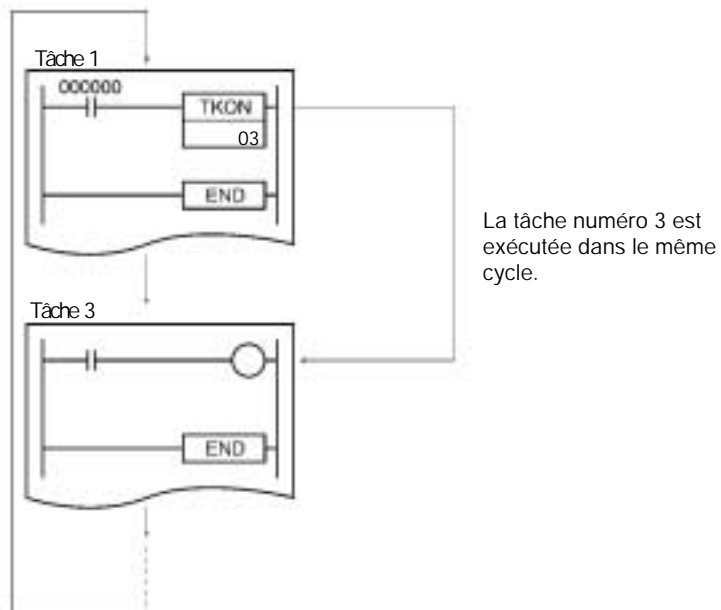 Tâche 1
000000
TKON
03
END
La tâche numéro 3 est
exécutée dans le même
cycle.
Tâche 3
END